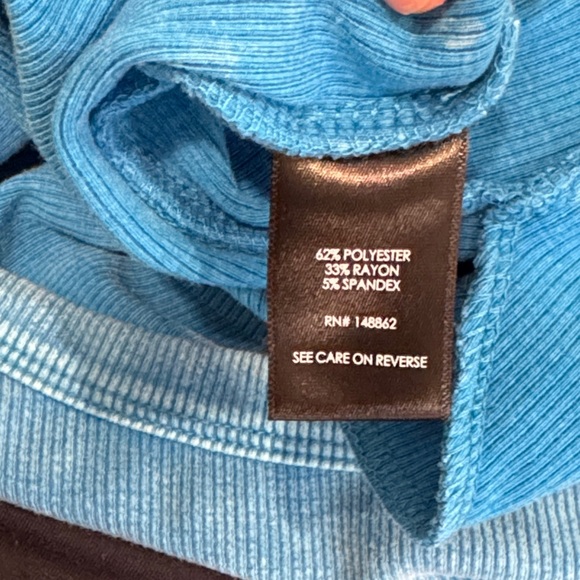 62% POLYESTER
33% RAYON
5% SPANDEX
RN# 148862
SEE CARE ON REVERSE